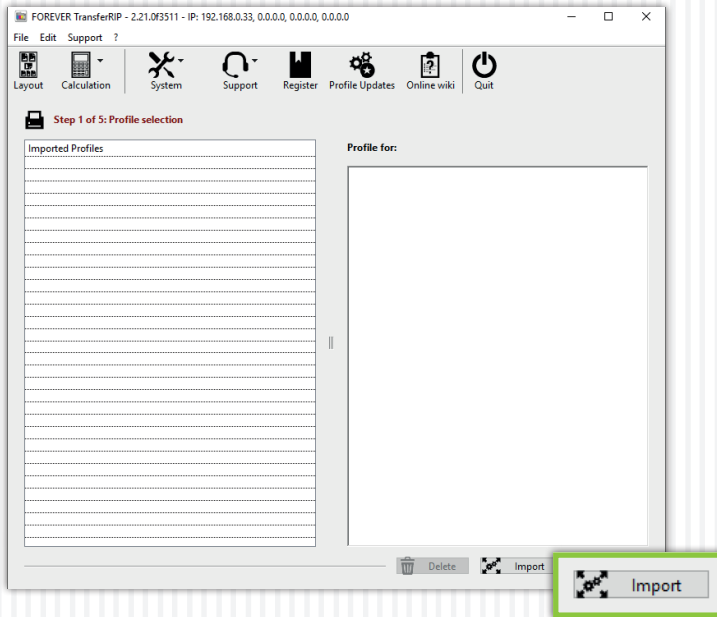 FOREVER TransferRIP - 2.21.0f3511 - IP: 192.168.0.33, 0.0.0.0, 0.0.0.0, 0.0.0.0
File Edit Support ?
Layout Calculation System Support Register Profile Updates Online wiki Quit
Step 1 of 5: Profile selection
Imported Profiles
Profile for:
Delete Import
Import